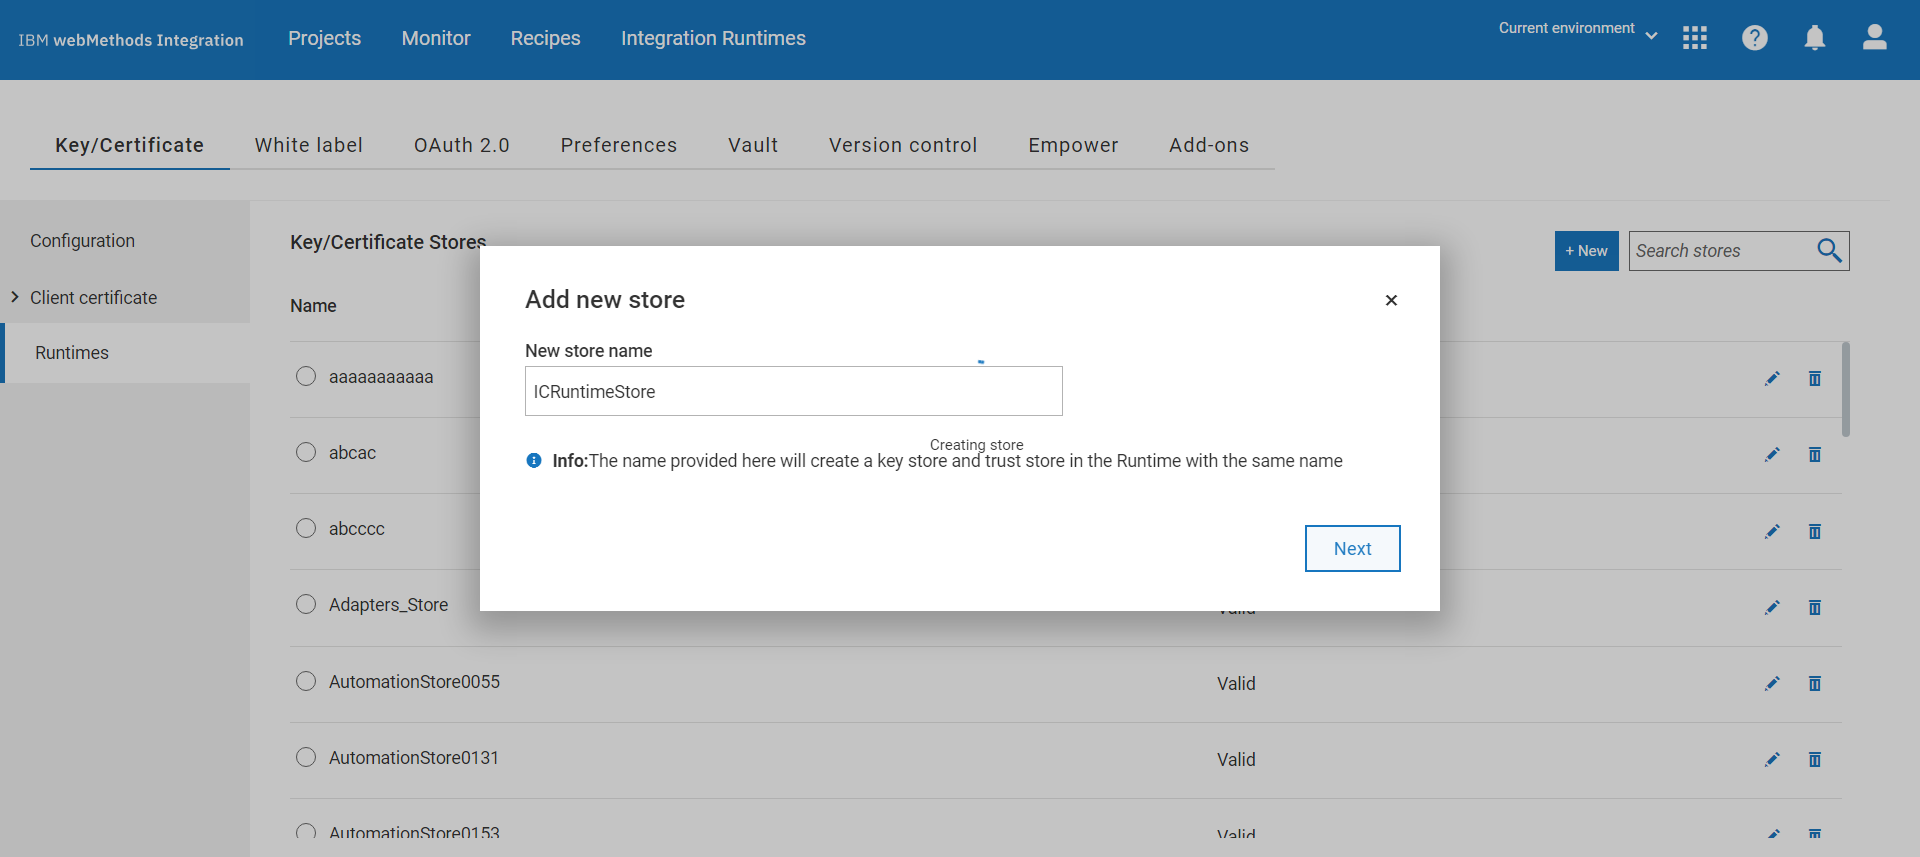 IBM webMethods Integration
Projects
Monitor
Recipes
Integration Runtimes
Current environment
Key/Certificate
White label
OAuth 2.0
Preferences
Vault
Version control
Empower
Add-ons
Configuration
Client certificate
Runtimes
Key/Certificate Stores
+ New
Search stores
Name
Add new store
New store name
ICRuntimeStore
Creating store
Info:The name provided here will create a key store and trust store in the Runtime with the same name
Next
aaaaaaaaaaa
abcac
abcccc
Adapters_Store
Valid
AutomationStore0055
Valid
AutomationStore0131
Valid
AutomationStore0153
Valid